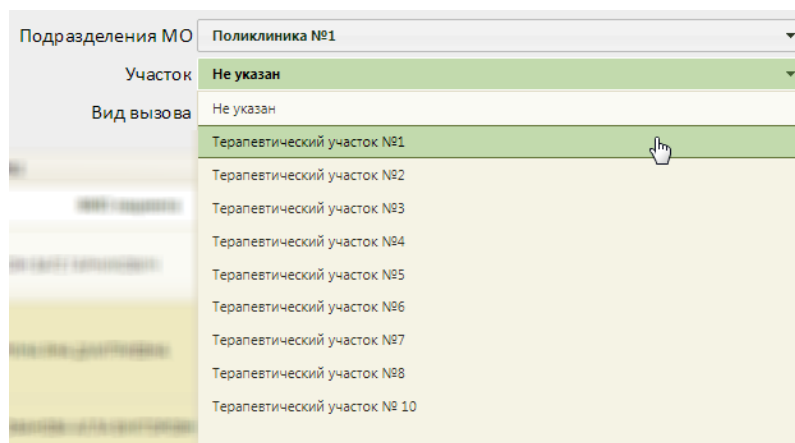 Подразделения МО Поликлиника №1
Участок Не указан
Вид вызова Не указан
Терапевтический участок №1
Терапевтический участок №2
Терапевтический участок №3
Терапевтический участок №4
Терапевтический участок №5
Терапевтический участок №6
Терапевтический участок №7
Терапевтический участок №8
Терапевтический участок № 10